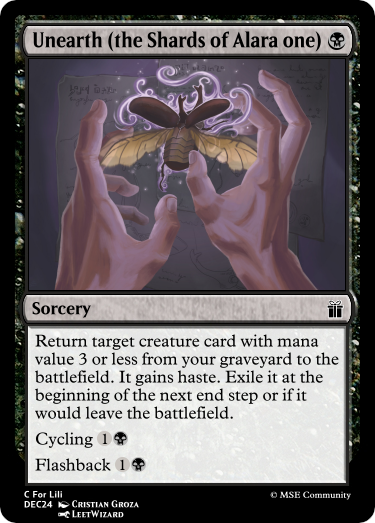 Unearth (the Shards of Alara one)
Sorcery
Return target creature card with mana
value 3 or less from your graveyard to the
battlefield. It gains haste. Exile it at the
beginning of the next end step or if it
would leave the battlefield.
Cycling 1
Flashback 1
C For Lili
DEC24 Cristian Groza
LeetWizard
© MSE Community